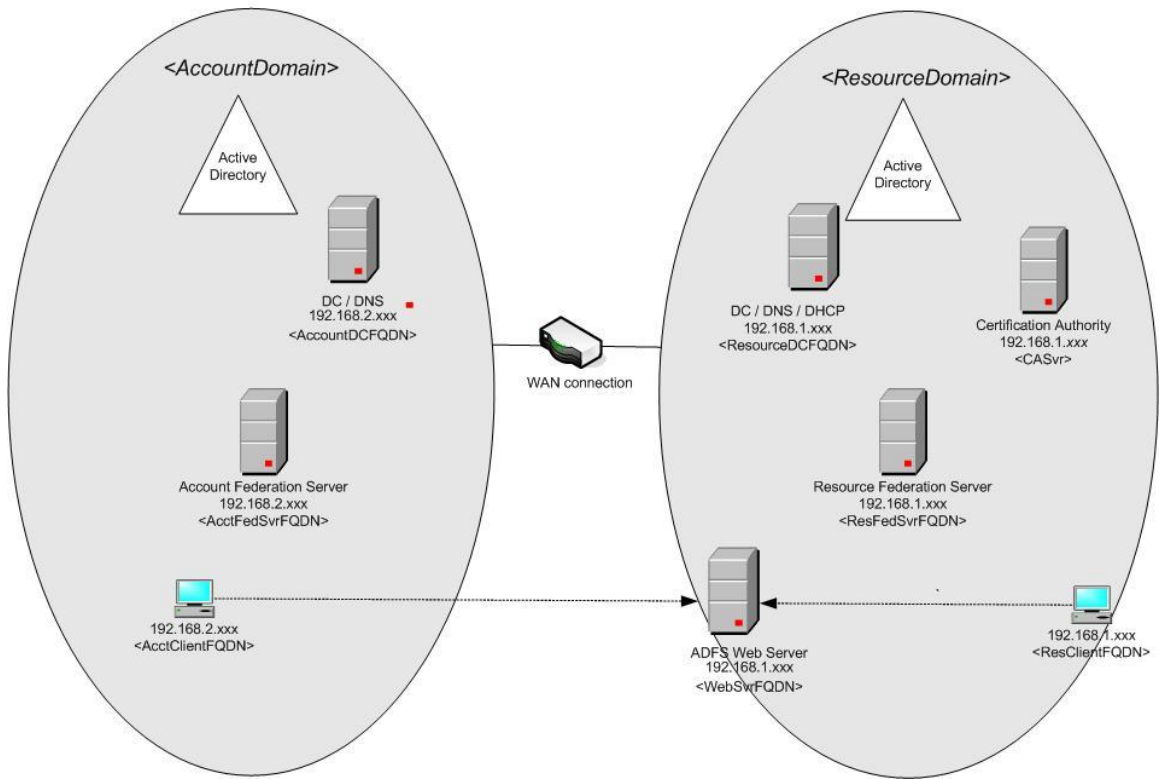 <AccountDomain>
Active
Directory
DC / DNS
192.168.2.xxx
<AccountDCFQDN>
Account Federation Server
192.168.2.xxx
<AcctFedSvrFQDN>
192.168.2.xxx
<AcctClientFQDN>
WAN connection
<ResourceDomain>
Active
Directory
DC / DNS / DHCP
192.168.1.xxx
<ResourceDCFQDN>
Certification Authority
192.168.1.xxx
<CASvr>
Resource Federation Server
192.168.1.xxx
<ResFedSvrFQDN>
ADFS Web Server
192.168.1.xxx
<WebSvrFQDN>
192.168.1.xxx
<ResClientFQDN>